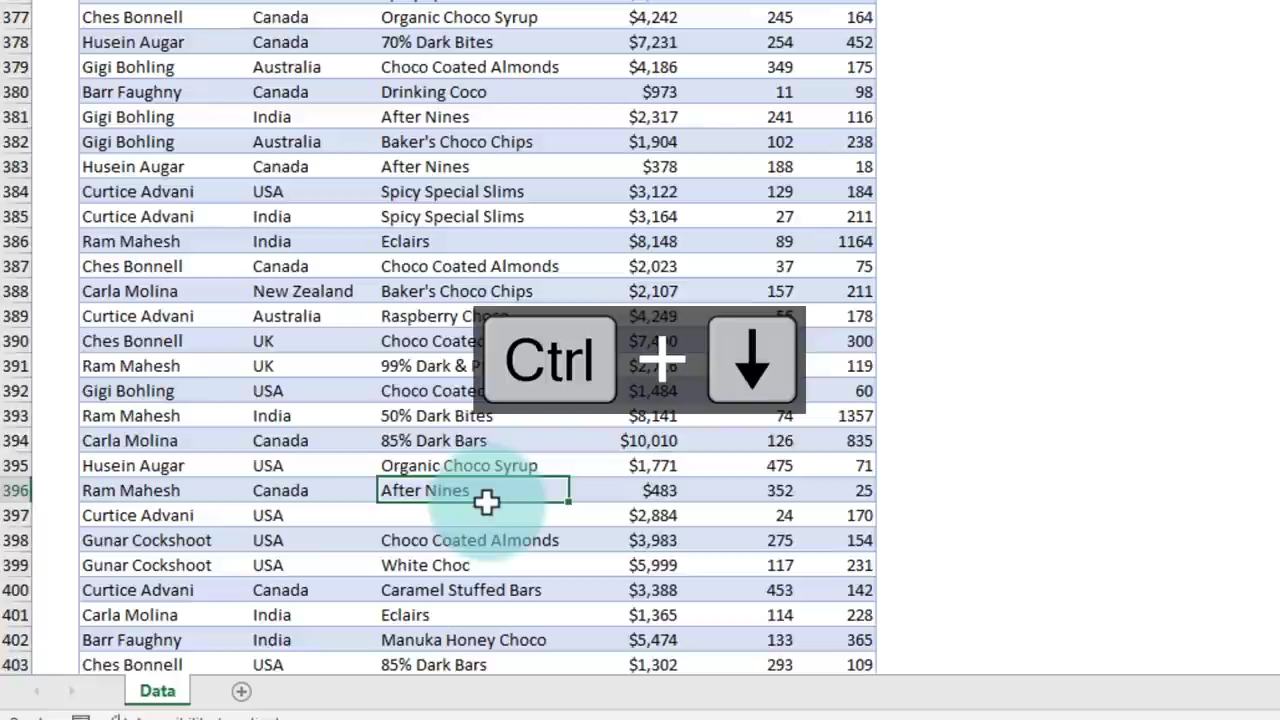 377 Ches Bonnell Canada Organic Choco Syrup $4,242 245 164
378 Husein Augar Canada 70% Dark Bites $7,231 254 452
379 Gigi Bohling Australia Choco Coated Almonds $4,186 349 175
380 Barr Faughny Canada Drinking Coco $973 11 98
381 Gigi Bohling India After Nines $2,317 241 116
382 Gigi Bohling Australia Baker's Choco Chips $1,904 102 238
383 Husein Augar Canada After Nines $378 188 18
384 Curtice Advani USA Spicy Special Slims $3,122 129 184
385 Curtice Advani India Spicy Special Slims $3,164 27 211
386 Ram Mahesh India Eclairs $8,148 89 1164
387 Ches Bonnell Canada Choco Coated Almonds $2,023 37 75
388 Carla Molina New Zealand Baker's Choco Chips $2,107 157 211
389 Curtice Advani Australia Raspberry $4,249 178
390 Ches Bonnell UK Choco 300
Ctrl + ↓
391 Ram Mahesh UK 99% Dark & 119
392 Gigi Bohling USA Choco $1,484 60
393 Ram Mahesh India 50% Dark Bites $8,141 74 1357
394 Carla Molina Canada 85% Dark Bars $10,010 126 835
395 Husein Augar USA Organic Choco Syrup $1,771 475 71
396 Ram Mahesh Canada After Nines $483 352 25
397 Curtice Advani USA $2,884 24 170
398 Gunar Cockshoot USA Choco Coated Almonds $3,983 275 154
399 Gunar Cockshoot USA White Choc $5,999 117 231
400 Curtice Advani Canada Caramel Stuffed Bars $3,388 453 142
401 Carla Molina India Eclairs $1,365 114 228
402 Barr Faughny India Manuka Honey Choco $5,474 133 365
403 Ches Bonnell USA 85% Dark Bars $1,302 293 109
Data